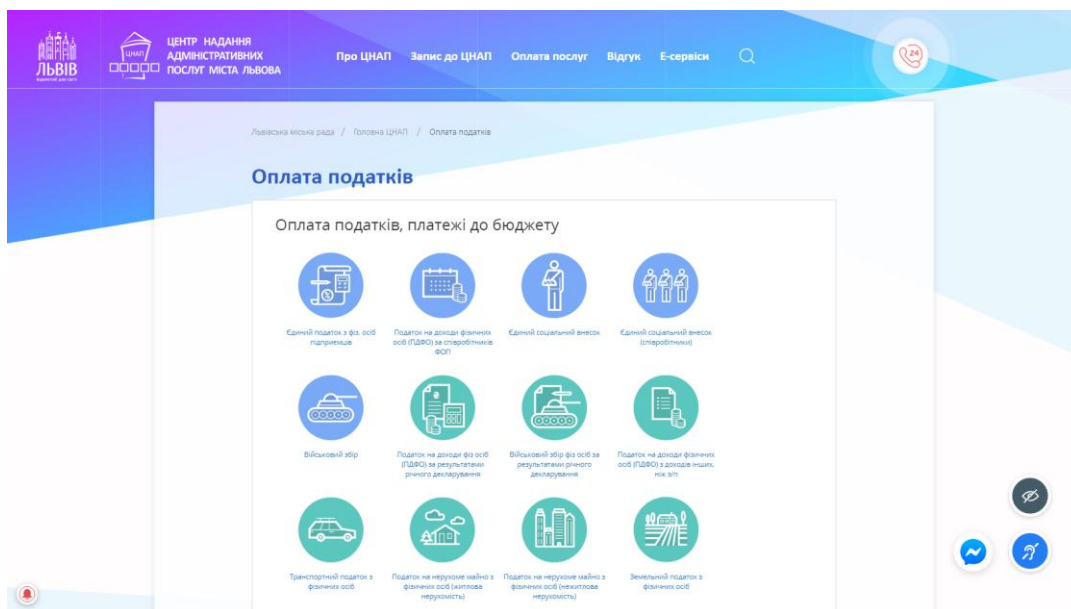 ЛЬВІВ
ЦНАП
ЦЕНТР НАДАННЯ
АДМІНІСТРАТИВНИХ
ПОСЛУГ МІСТА ЛЬВОВА
Про ЦНАП Запис до ЦНАП Оплата послуг Відгук Е-сервіси
24
Львівська міська рада / Головна ЦНАП / Оплата податків
Оплата податків
Оплата податків, платежі до бюджету
Єдиний податок з фіз. осіб
підприємців
Податок на доходи фізичних
осіб (ПДФО) за співробітників
ФОП
Єдиний соціальний внесок
Єдиний соціальний внесок
(співробітники)
Військовий збір
Податок на доходи фіз осіб
(ПДФО) за результатами
річного декларування
Військовий збір фіз осіб за
результатами річного
декларування
Податок на доходи фізичних
осіб (ПДФО) з доходів інших,
ніж з/п
Транспортний податок з
фізичних осіб
Податок на нерухоме майно з
фізичних осіб (житлова
нерухомість)
Податок на нерухоме майно з
фізичних осіб (нежитлова
нерухомість)
Земельний податок з
фізичних осіб